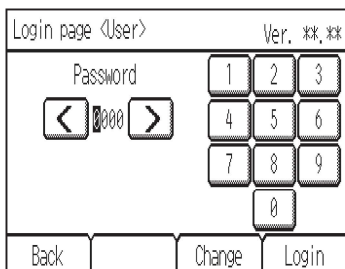 Login page <User> Ver. **.**
Password
< 0000 >
1 2 3
4 5 6
7 8 9
0
Back Change Login